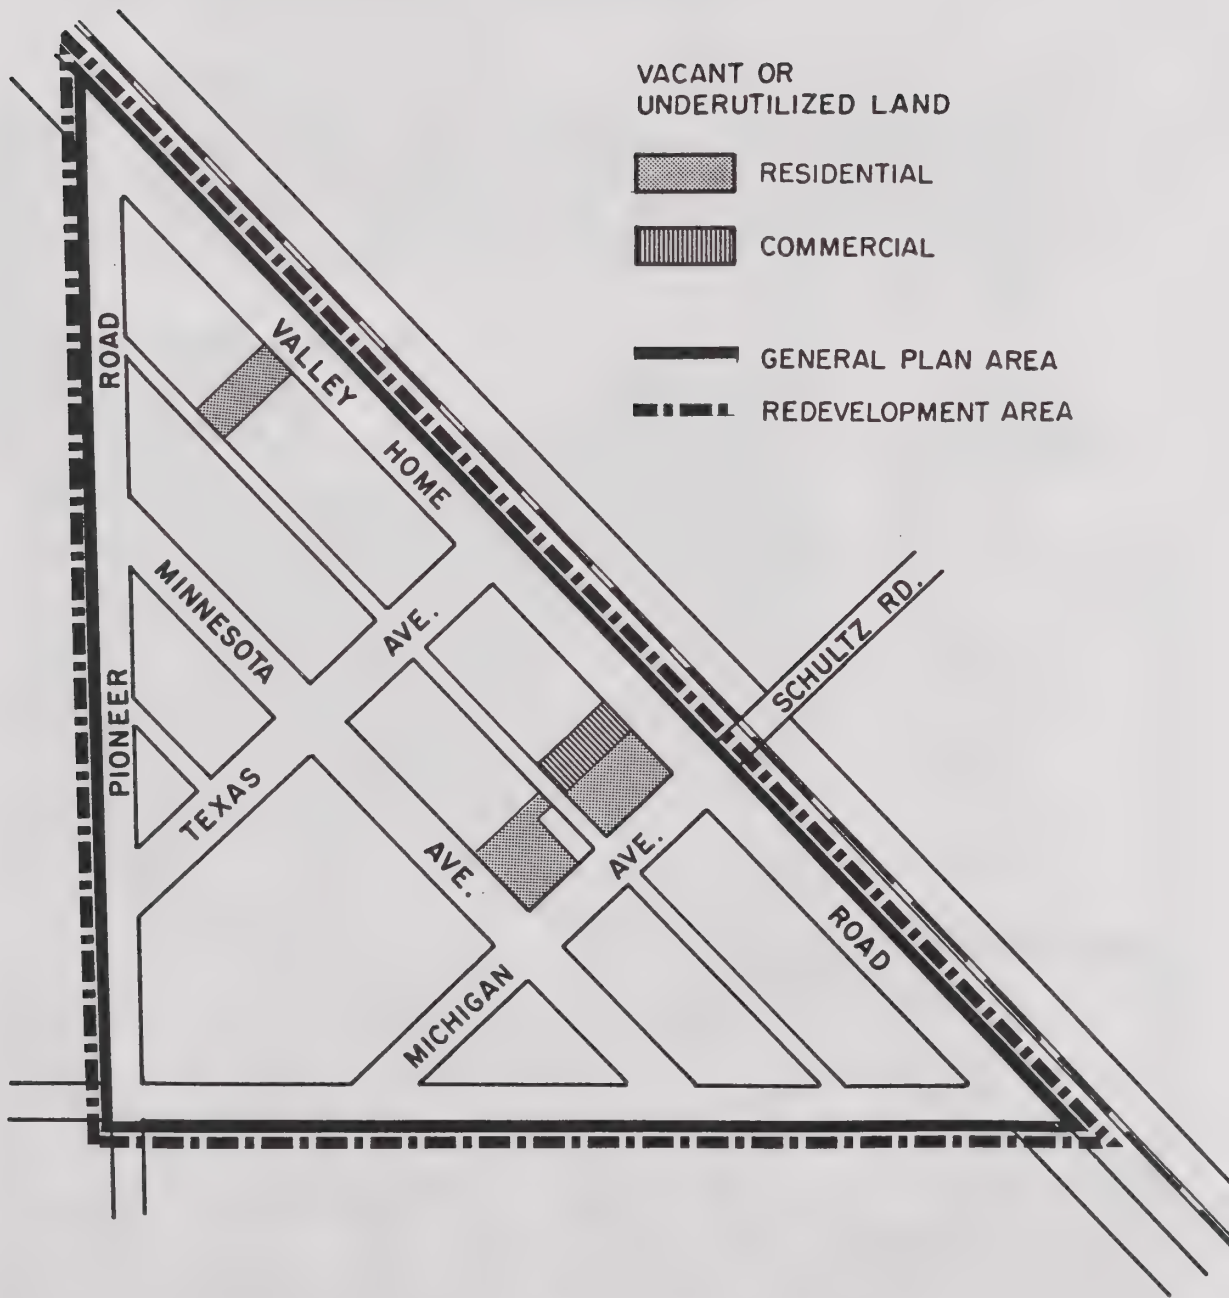 VACANT OR
UNDERUTILIZED LAND
RESIDENTIAL
COMMERCIAL
GENERAL PLAN AREA
REDEVELOPMENT AREA
VALLEY HOME ROAD
PIONEER ROAD
MINNESOTA AVE.
TEXAS AVE.
MICHIGAN AVE.
SCHULTZ RD.